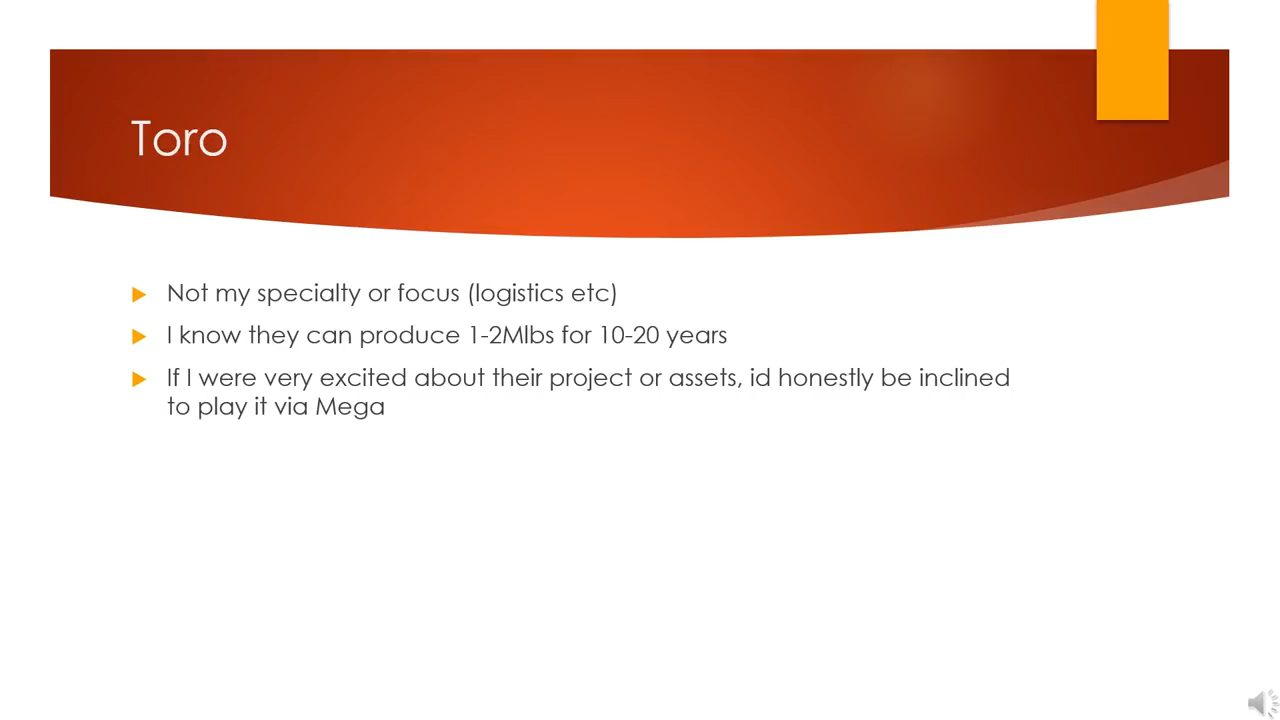 Toro
Not my specialty or focus (logistics etc)
I know they can produce 1-2Mlbs for 10-20 years
If I were very excited about their project or assets, id honestly be inclined
to play it via Mega